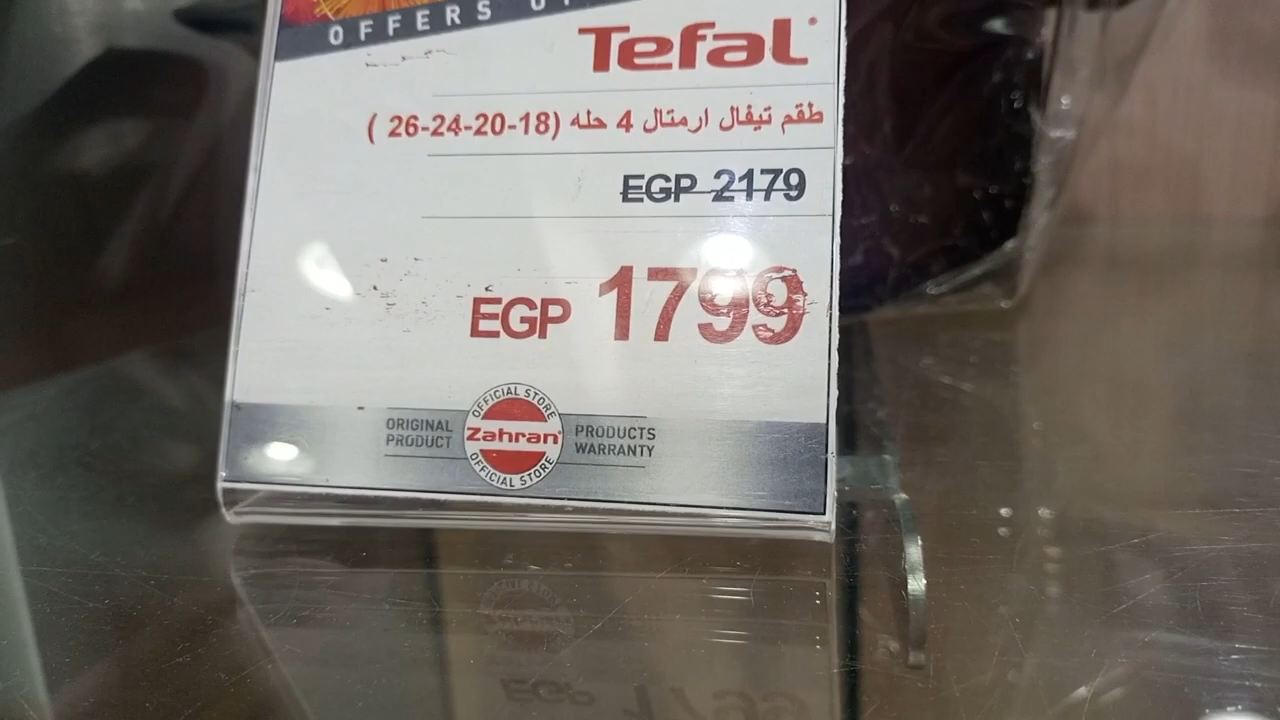 OFFERS
Tefal
طقم تيفال ارمتال 4 حله (18-20-24-26 )
EGP 2179
EGP 1799
ORIGINAL PRODUCT
OFFICIAL STORE
Zahran
OFFICIAL STORE
PRODUCTS WARRANTY